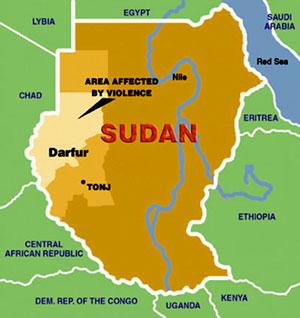 EGYPT
LYBIA
SAUDI
ARABIA
Red Sea
Nile
AREA AFFECTED
BY VIOLENCE
CHAD
SUDAN
ERITREA
Darfur
TONJ
ETHIOPIA
CENTRAL
AFRICAN REPUBLIC
DEM. REP. OF THE CONGO
UGANDA
KENYA